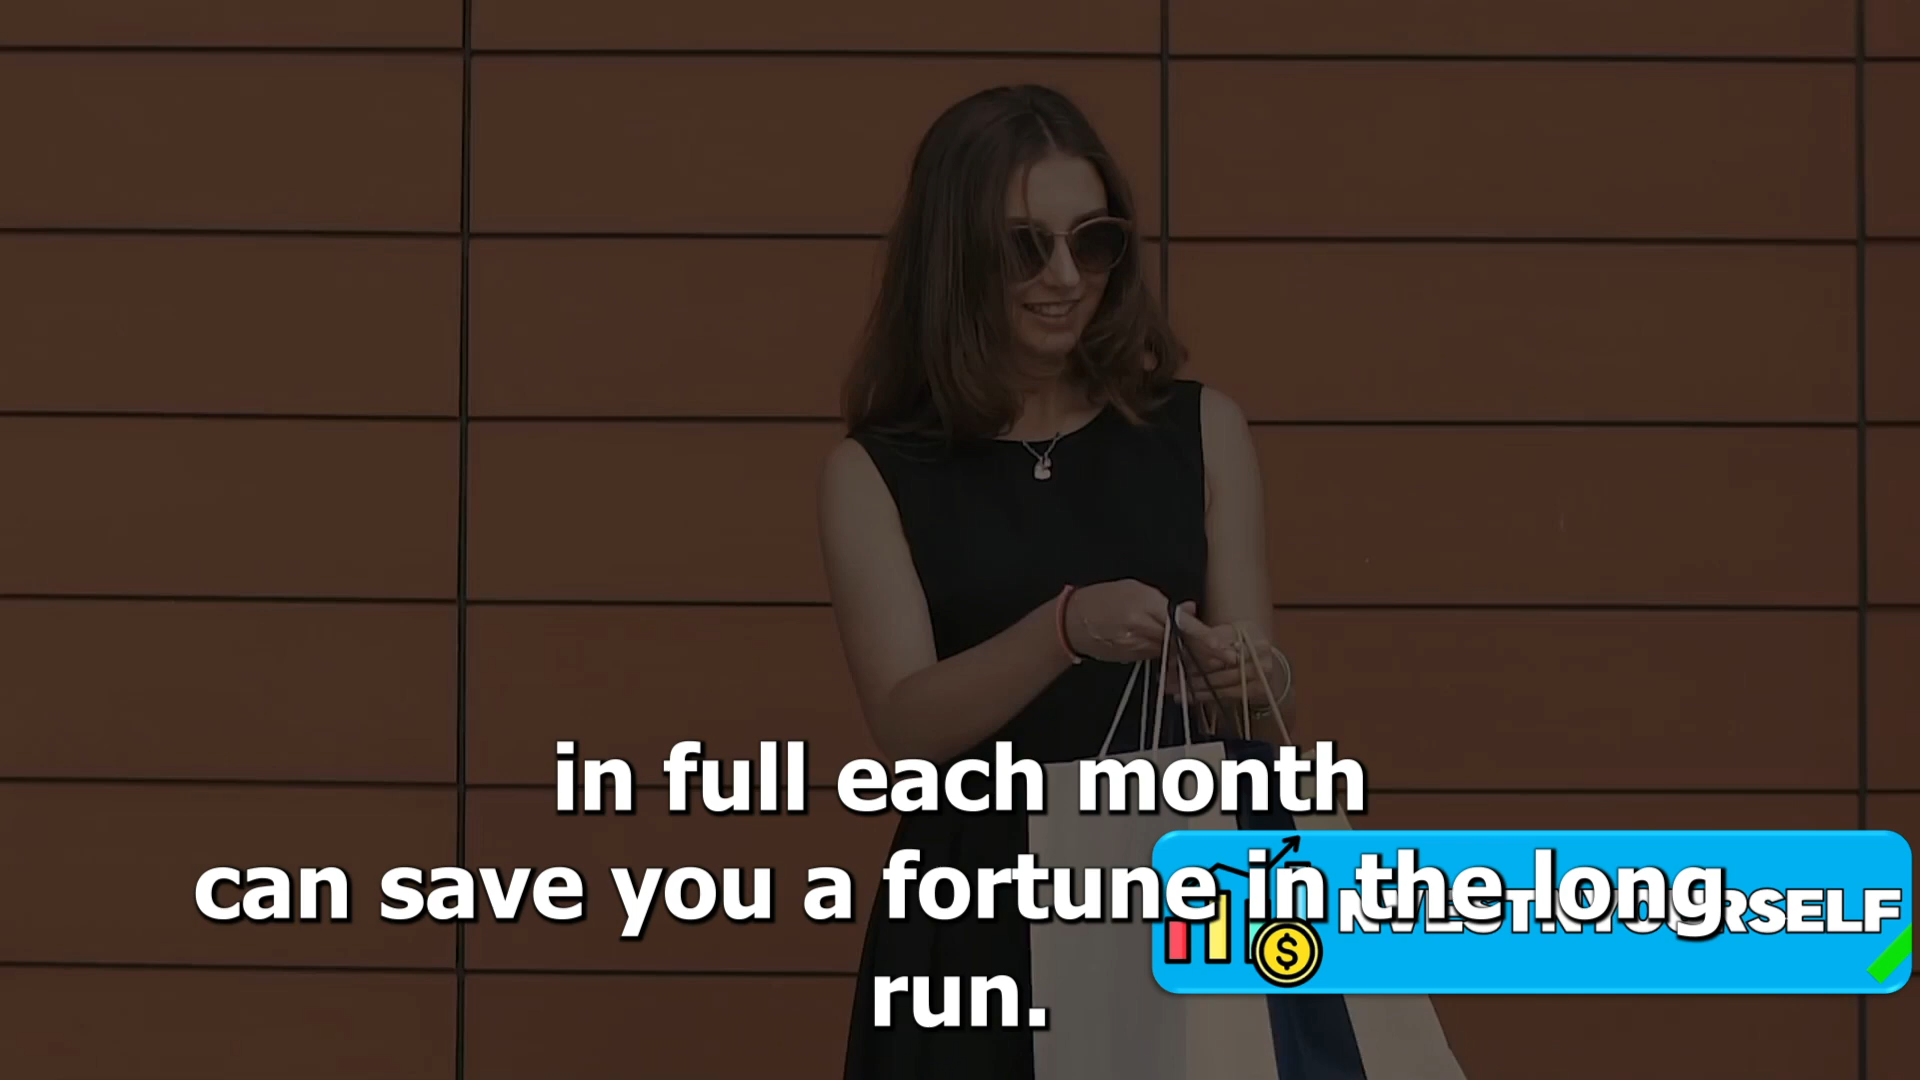 in full each month
can save you a fortune in the long
run.